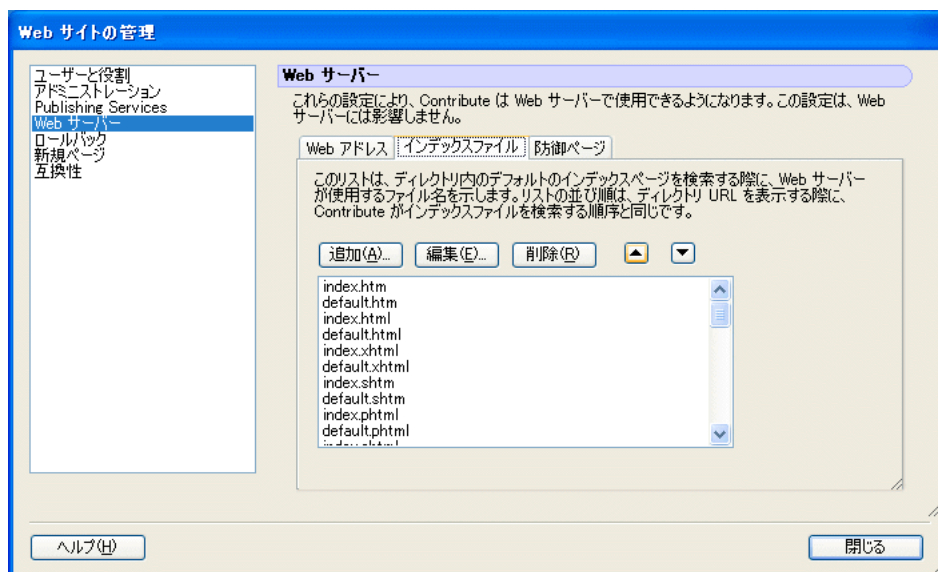 Web サイトの管理
ユーザーと役割
アドミニストレーション
Publishing Services
Web サーバー
ロールバック
新規ページ
互換性
Web サーバー
これらの設定により、Contribute は Web サーバーで使用できるようになります。この設定は、Web
サーバーには影響しません。
Web アドレス インデックスファイル 防御ページ
このリストは、ディレクトリ内のデフォルトのインデックスページを検索する際に、Web サーバー
が使用するファイル名を示します。リストの並び順は、ディレクトリ URL を表示する際に、
Contribute がインデックスファイルを検索する順序と同じです。
追加(A)... 編集(E)... 削除(R)
index.htm
default.htm
index.html
default.html
index.xhtml
default.xhtml
index.shtm
default.shtm
index.phtml
default.phtml
ヘルプ(H) 閉じる